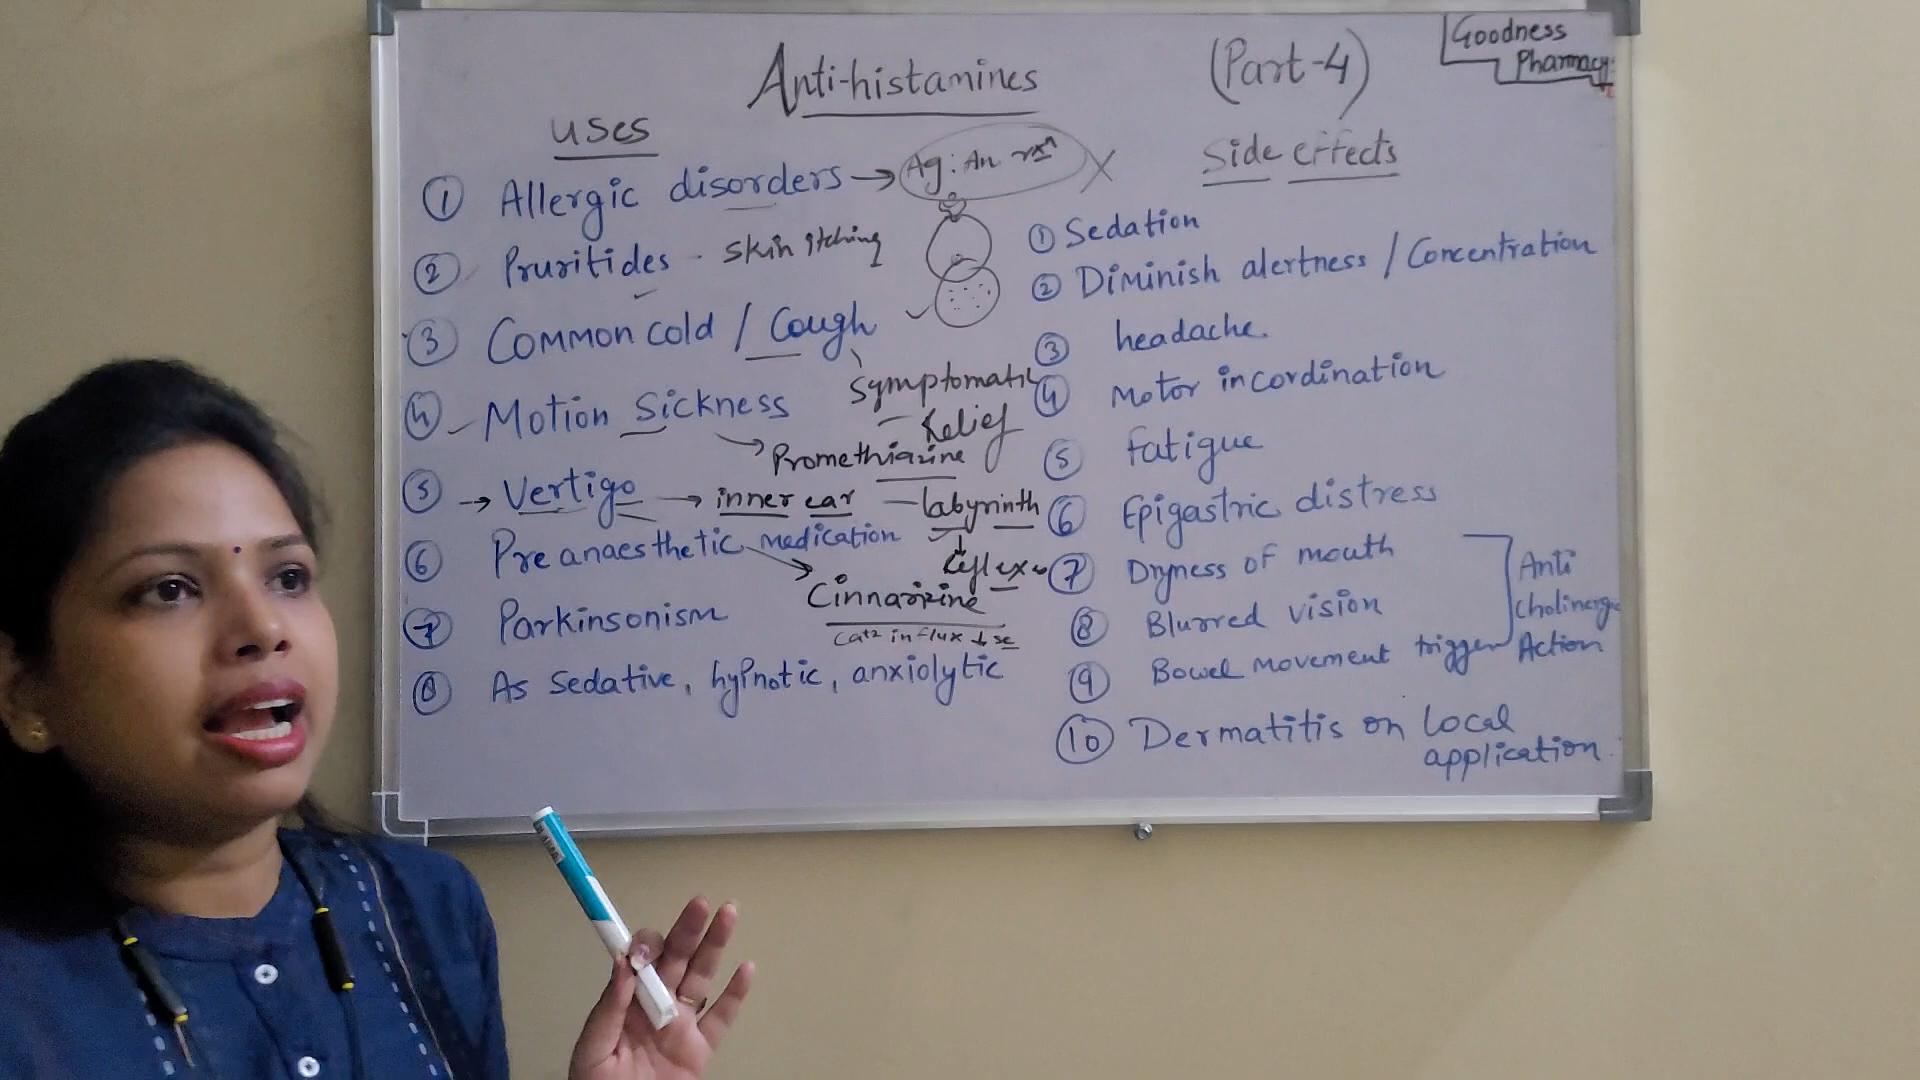 Anti-histamines (Part-4)
Goodness
Pharmacy
uses
① Allergic disorders → Ag: An rxⁿ X
② Pruritides - Skin itching
③ Common cold / Cough
Symptomatic
Relief
④ Motion Sickness
Promethiazine
⑤ → Vertigo → inner ear - labyrinth
Reflexes
⑥ Pre anaesthetic medication
Cinnarizine
Ca+2 influx ↓se
⑦ Parkinsonism
⑧ As Sedative, hypnotic, anxiolytic
Side effects
① Sedation
② Diminish alertness / Concentration
③ headache.
④ Motor incordination
⑤ fatigue
⑥ Epigastric distress
⑦ Dryness of mouth
⑧ Blurred vision
⑨ Bowel movement trigger
Anti
cholinergic
Action
⑩ Dermatitis on local
application.